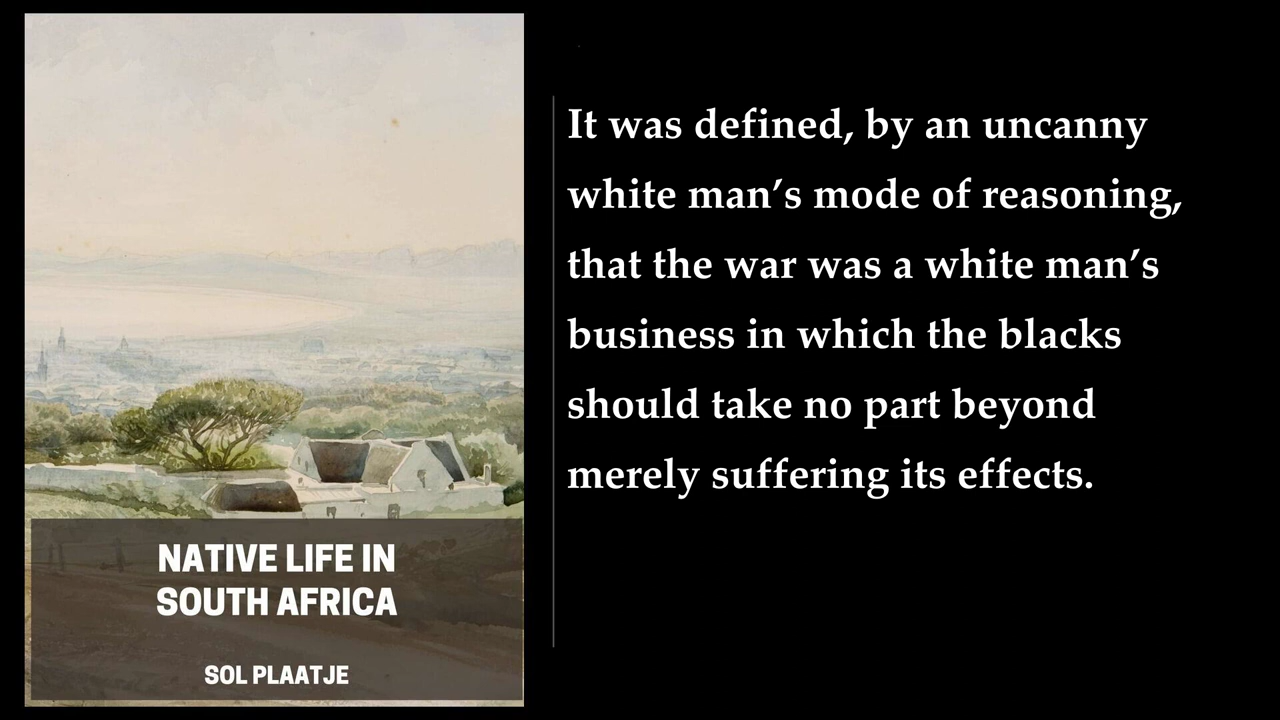 NATIVE LIFE IN
SOUTH AFRICA
SOL PLAATJE
It was defined, by an uncanny
white man’s mode of reasoning,
that the war was a white man’s
business in which the blacks
should take no part beyond
merely suffering its effects.